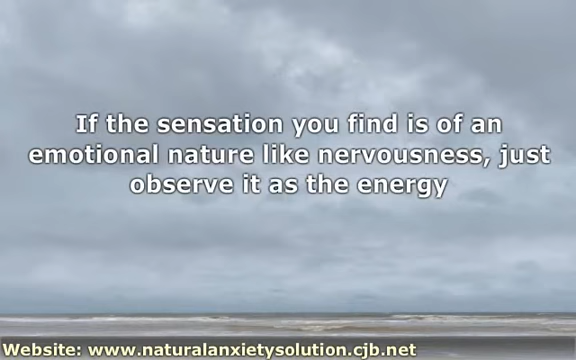 If the sensation you find is of an
emotional nature like nervousness, just
observe it as the energy
Website: www.naturalanxietysolution.cjb.net